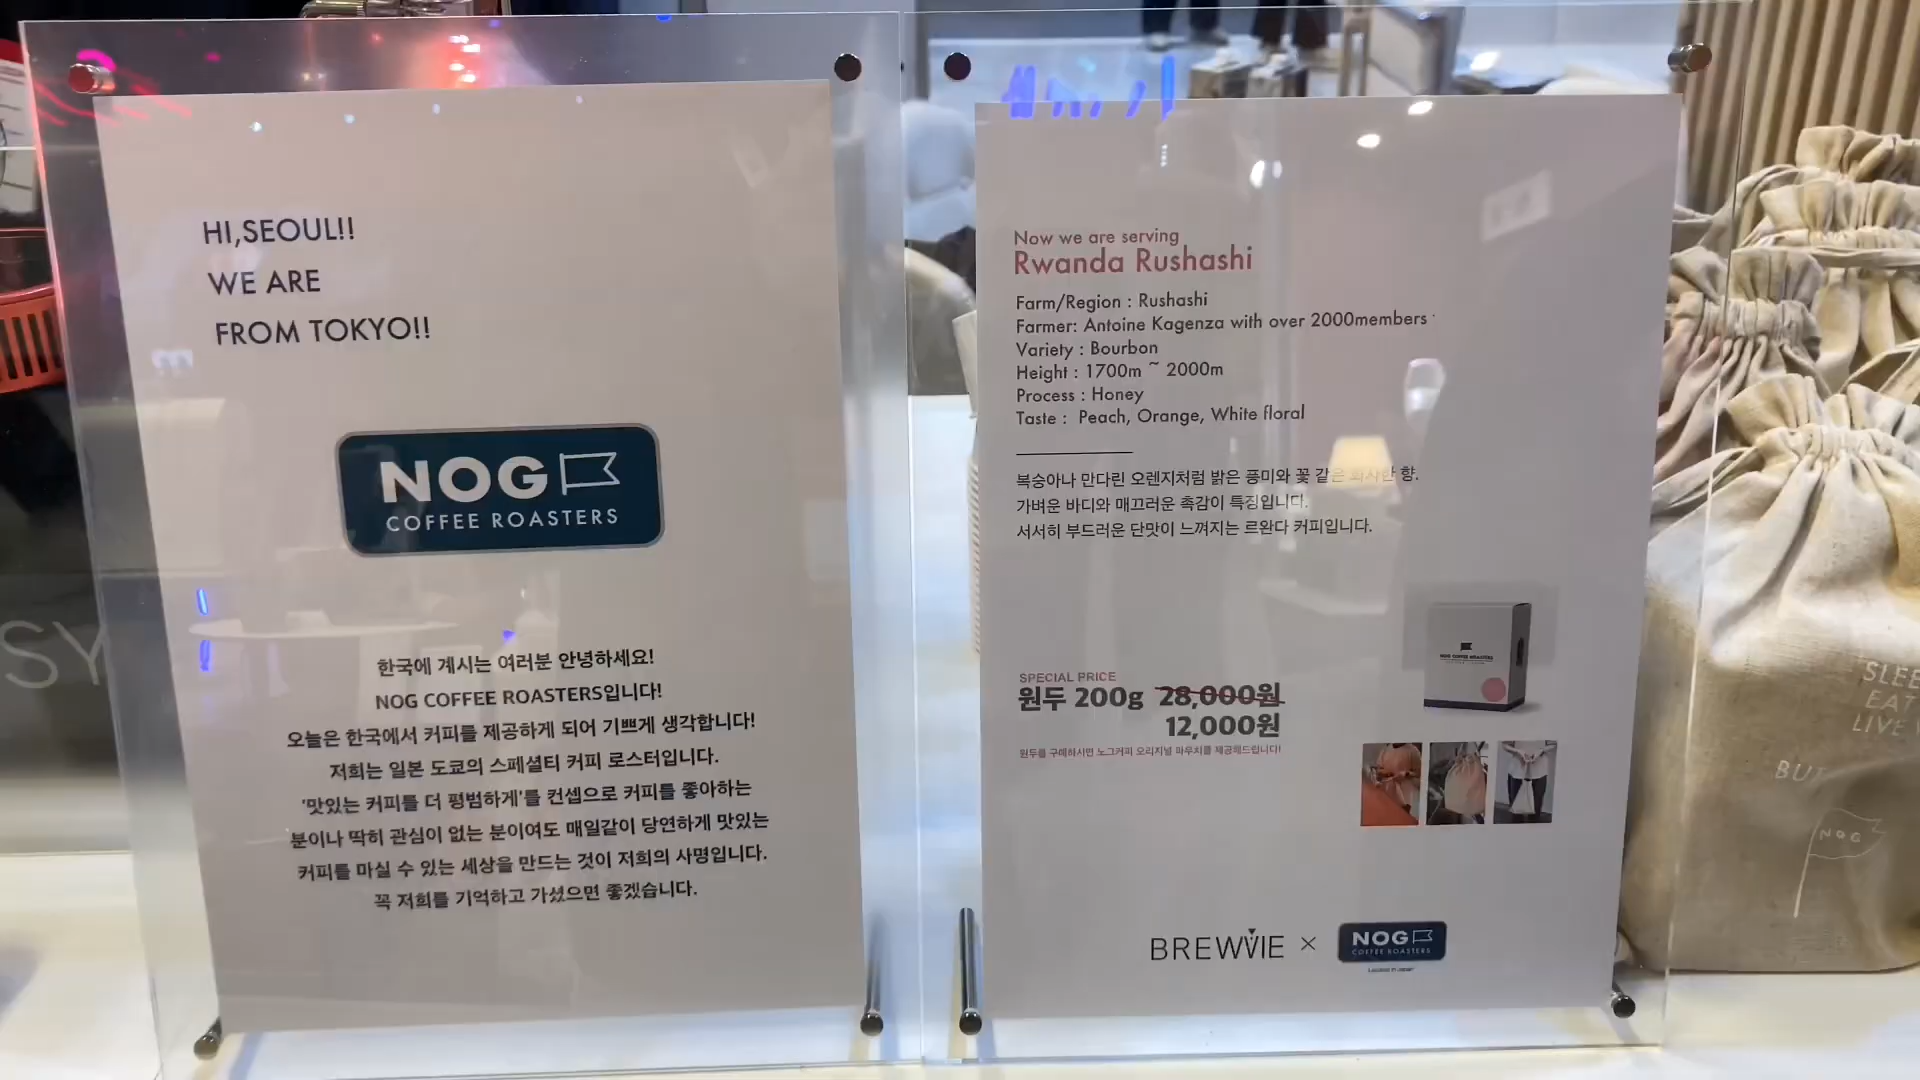 HI,SEOUL!!
WE ARE
FROM TOKYO!!
NOG
COFFEE ROASTERS
한국에 계시는 여러분 안녕하세요!
NOG COFFEE ROASTERS입니다!
오늘은 한국에서 커피를 제공하게 되어 기쁘게 생각합니다!
저희는 일본 도쿄의 스페셜티 커피 로스터입니다.
'맛있는 커피를 더 평범하게'를 컨셉으로 커피를 좋아하는
분이나 딱히 관심이 없는 분이여도 매일같이 당연하게 맛있는
커피를 마실 수 있는 세상을 만드는 것이 저희의 사명입니다.
꼭 저희를 기억하고 가셨으면 좋겠습니다.
Now we are serving
Rwanda Rushashi
Farm/Region : Rushashi
Farmer: Antoine Kagenza with over 2000members
Variety : Bourbon
Height : 1700m ~ 2000m
Process : Honey
Taste : Peach, Orange, White floral
복숭아나 만다린 오렌지처럼 밝은 풍미와 꽃 같은 화사한 향.
가벼운 바디와 매끄러운 촉감이 특징입니다.
서서히 부드러운 단맛이 느껴지는 르완다 커피입니다.
SPECIAL PRICE
원두 200g 28,000원
12,000원
원두를 구매하시면 노그커피 오리지널 파우치를 제공해드립니다!
NOG COFFEE ROASTERS
BREWVIE × NOG
COFFEE ROASTERS
SY
SLEE
EAT
LIVE
BUT
NOG